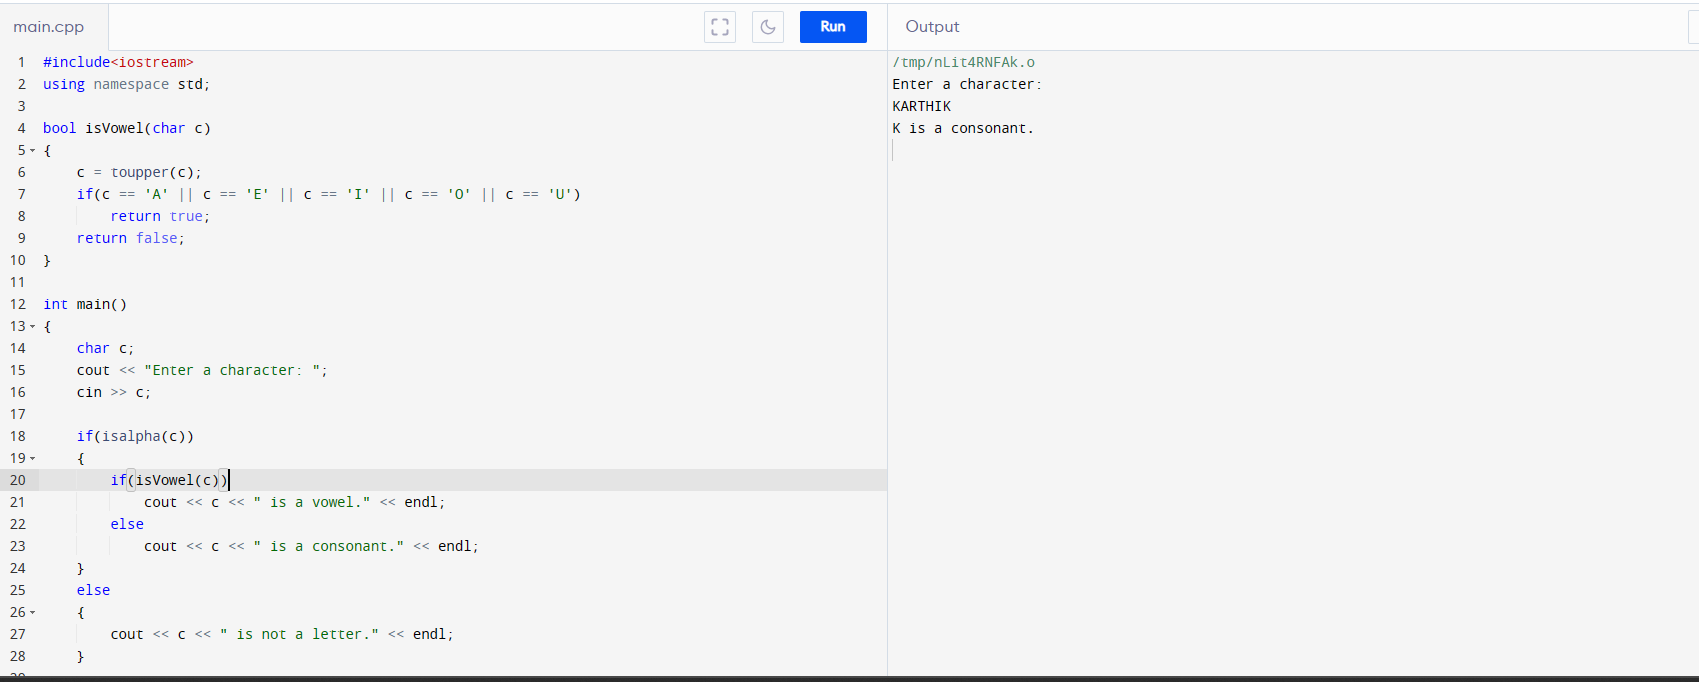 main.cpp
Run
Output
1 #include<iostream>
2 using namespace std;
3
4 bool isVowel(char c)
5 {
6     c = toupper(c);
7     if(c == 'A' || c == 'E' || c == 'I' || c == 'O' || c == 'U')
8         return true;
9     return false;
10 }
11
12 int main()
13 {
14     char c;
15     cout << "Enter a character: ";
16     cin >> c;
17
18     if(isalpha(c))
19     {
20         if(isVowel(c))
21             cout << c << " is a vowel." << endl;
22         else
23             cout << c << " is a consonant." << endl;
24     }
25     else
26     {
27         cout << c << " is not a letter." << endl;
28     }
/tmp/nLit4RNFAk.o
Enter a character:
KARTHIK
K is a consonant.